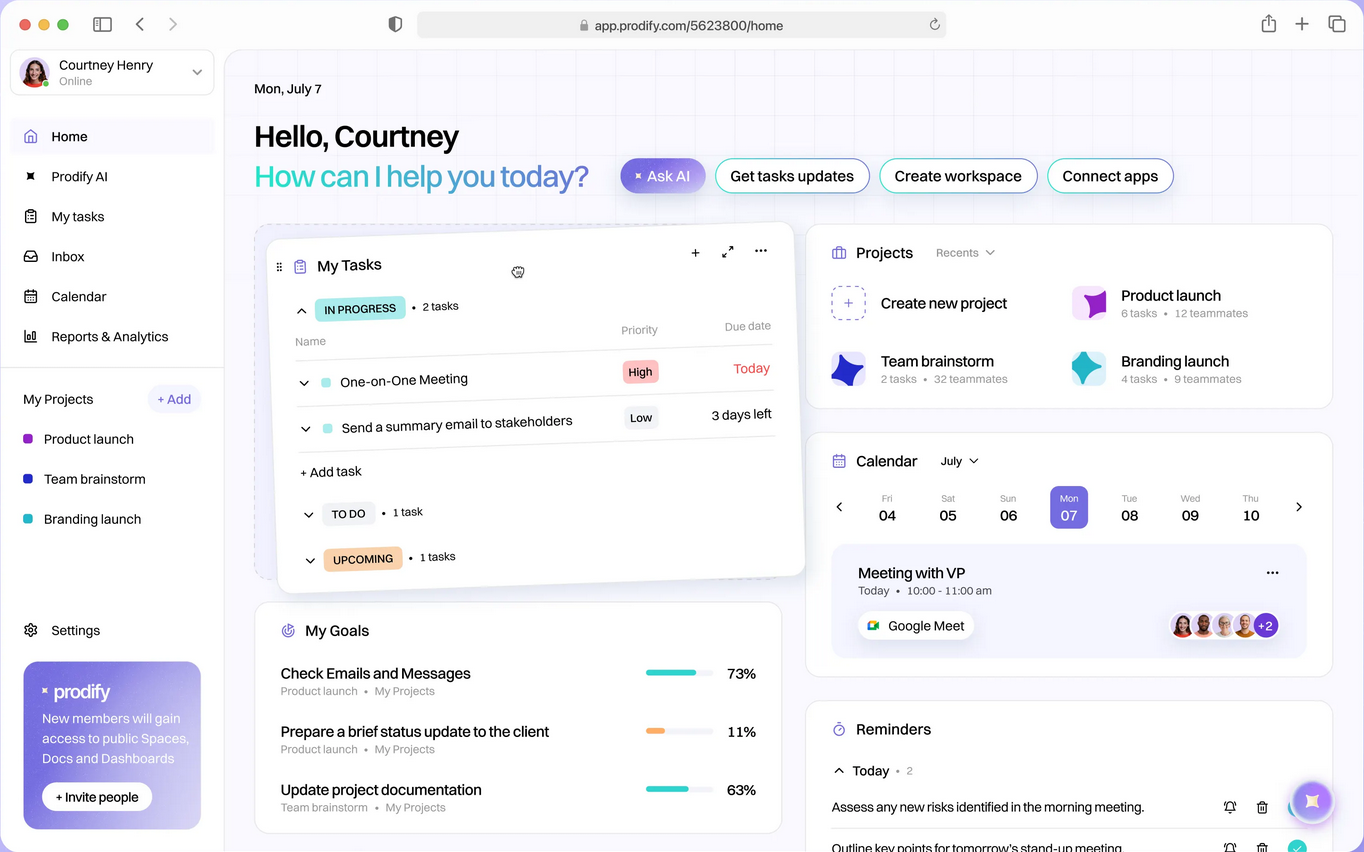 app.prodify.com/5623800/home
Courtney Henry
Online
Home
Prodify AI
My tasks
Inbox
Calendar
Reports & Analytics
My Projects
+ Add
Product launch
Team brainstorm
Branding launch
Settings
prodify
New members will gain
access to public Spaces,
Docs and Dashboards
+ Invite people
Mon, July 7
Hello, Courtney
How can I help you today?
Ask AI
Get tasks updates
Create workspace
Connect apps
My Tasks
IN PROGRESS • 2 tasks
Name Priority Due date
One-on-One Meeting High Today
Send a summary email to stakeholders Low 3 days left
+ Add task
TO DO • 1 task
UPCOMING • 1 tasks
My Goals
Check Emails and Messages 73%
Product launch • My Projects
Prepare a brief status update to the client 11%
Product launch • My Projects
Update project documentation 63%
Team brainstorm • My Projects
Projects Recents
Create new project
Product launch
6 tasks • 12 teammates
Team brainstorm
2 tasks • 32 teammates
Branding launch
4 tasks • 9 teammates
Calendar July
Fri Sat Sun Mon Tue Wed Thu
04 05 06 07 08 09 10
Meeting with VP
Today • 10:00 - 11:00 am
Google Meet +2
Reminders
Today • 2
Assess any new risks identified in the morning meeting.
Outline key points for tomorrow's stand-up meeting.